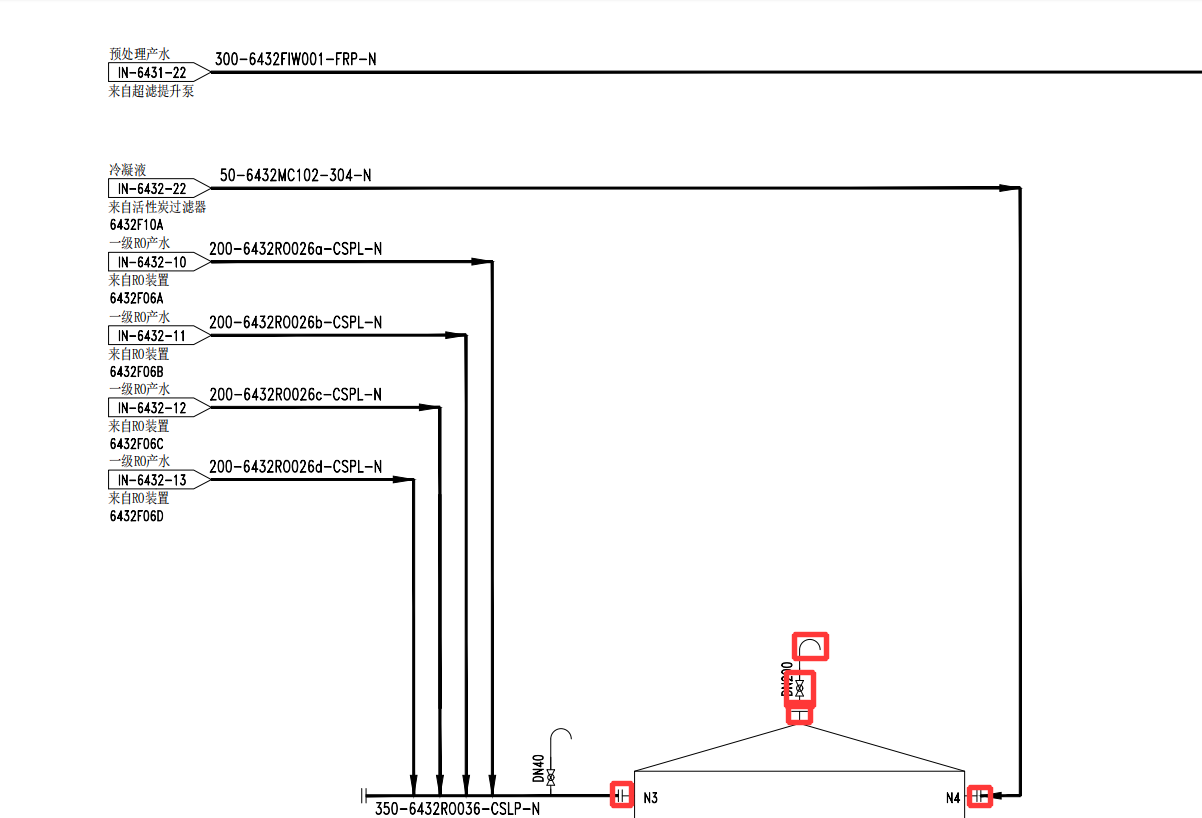 预处理产水
300-6432FIW001-FRP-N
IN-6431-22
来自超滤提升泵
冷凝液
50-6432MC102-304-N
IN-6432-22
来自活性炭过滤器
6432F10A
一级RO产水
200-6432RO026a-CSPL-N
IN-6432-10
来自RO装置
6432F06A
一级RO产水
200-6432RO026b-CSPL-N
IN-6432-11
来自RO装置
6432F06B
一级RO产水
200-6432RO026c-CSPL-N
IN-6432-12
来自RO装置
6432F06C
一级RO产水
200-6432RO026d-CSPL-N
IN-6432-13
来自RO装置
6432F06D
DN200
DN40
N3
N4
350-6432RO036-CSLP-N